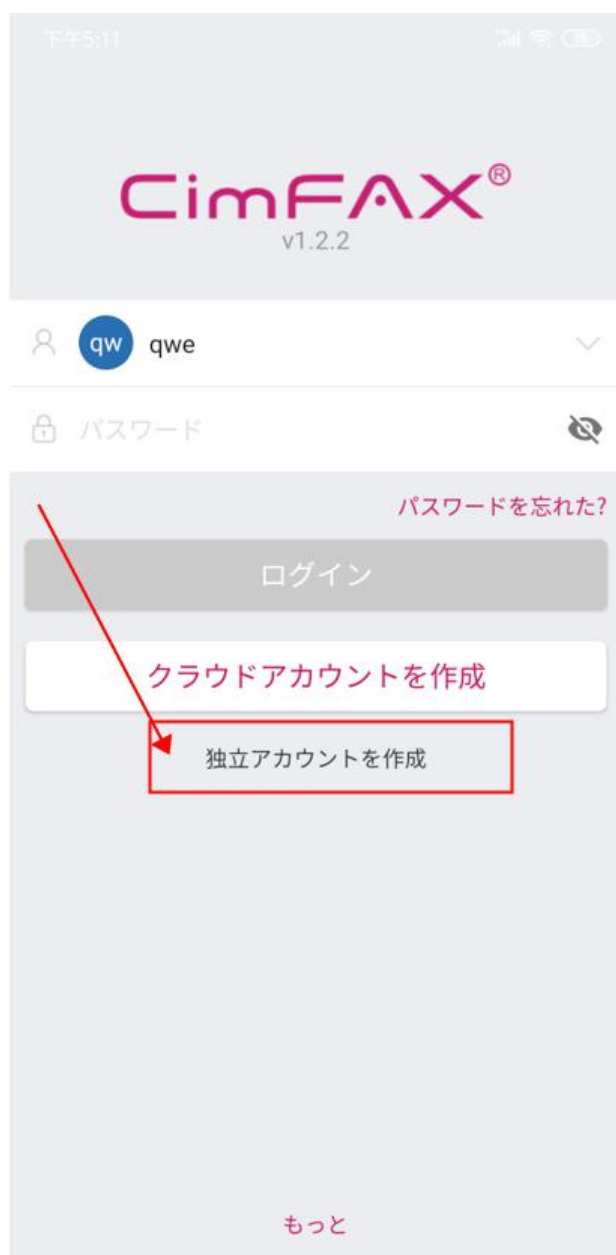 下午5:11
CimFAX®
v1.2.2
qw qwe
パスワード
パスワードを忘れた?
ログイン
クラウドアカウントを作成
独立アカウントを作成
もっと